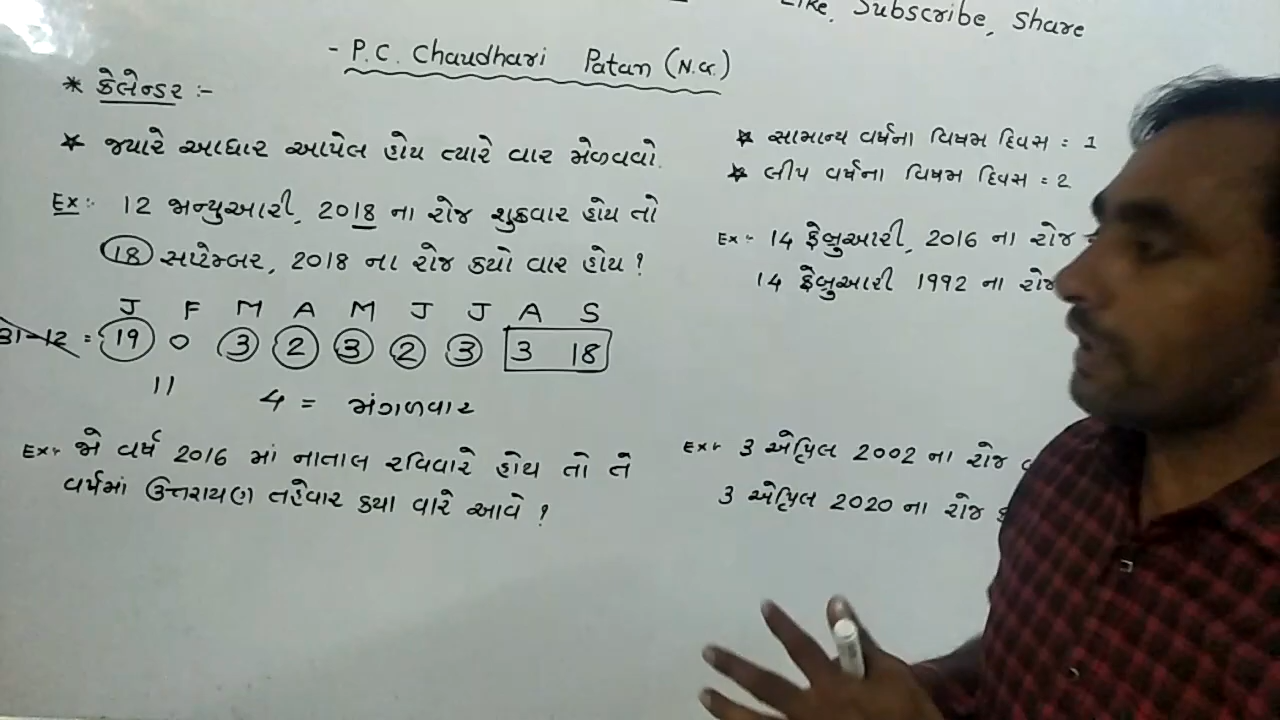 Like, Subscribe, Share
- P.C. Chaudhari Patan (N.G.)
* કેલેન્ડર :-
* જ્યારે આધાર આપેલ હોય ત્યારે વાર મેળવવો.
Ex:- 12 જાન્યુઆરી, 2018 ના રોજ શુક્રવાર હોય તો
18 સપ્ટેમ્બર, 2018 ના રોજ કયો વાર હોય ?
J F M A M J J A S
31-12 = 19 0 3 2 3 2 3 3 18
11 4 = મંગળવાર
Ex:- જો વર્ષ 2016 માં નાતાલ રવિવારે હોય તો તે
વર્ષમાં ઉત્તરાયણ તહેવાર કયા વારે આવે ?
* સામાન્ય વર્ષના વિષમ દિવસ = 1
* લીપ વર્ષના વિષમ દિવસ = 2
Ex:- 14 ફેબ્રુઆરી, 2016 ના રોજ
14 ફેબ્રુઆરી 1992 ના રોજ
Ex:- 3 એપ્રિલ 2002 ના રોજ
3 એપ્રિલ 2020 ના રોજ